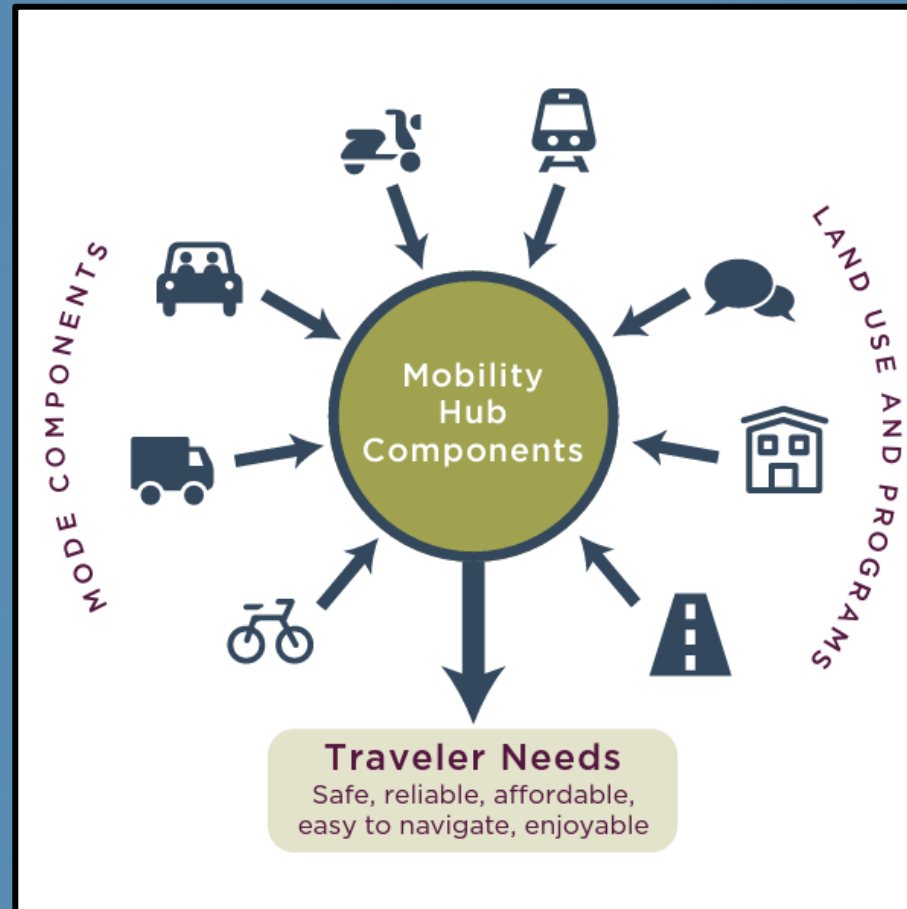 MODE COMPONENTS
LAND USE AND PROGRAMS
Mobility
Hub
Components
Traveler Needs
Safe, reliable, affordable,
easy to navigate, enjoyable